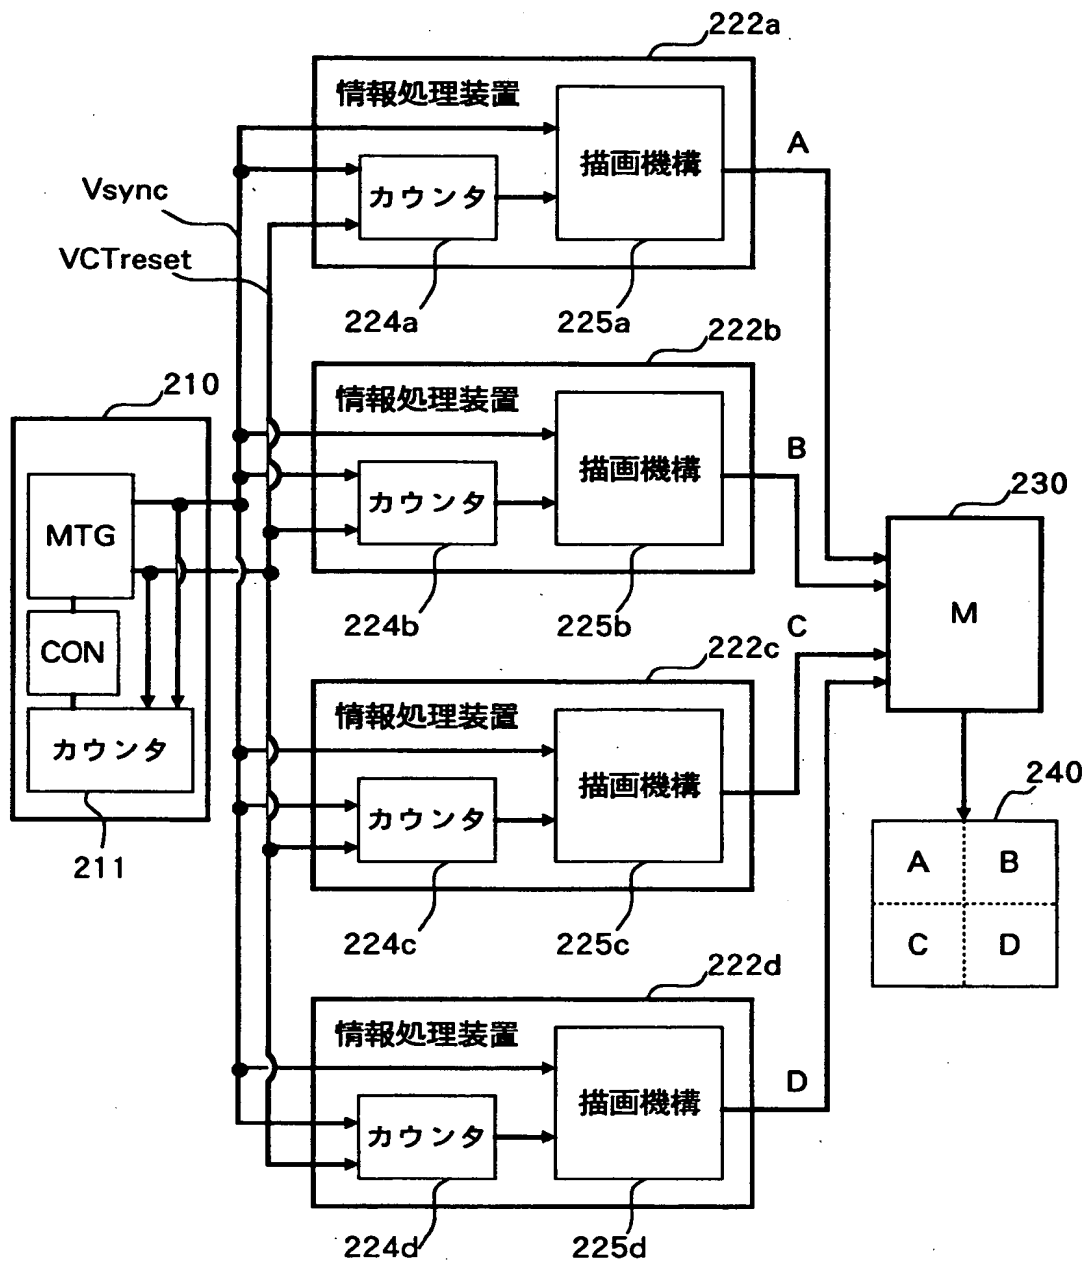 222a
情報処理装置
描画機構
A
カウンタ
Vsync
VCTreset
224a
225a
222b
情報処理装置
描画機構
B
カウンタ
210
MTG
CON
カウンタ
211
224b
225b
230
M
C
222c
情報処理装置
描画機構
カウンタ
240
A
B
C
D
224c
225c
222d
情報処理装置
描画機構
D
カウンタ
224d
225d